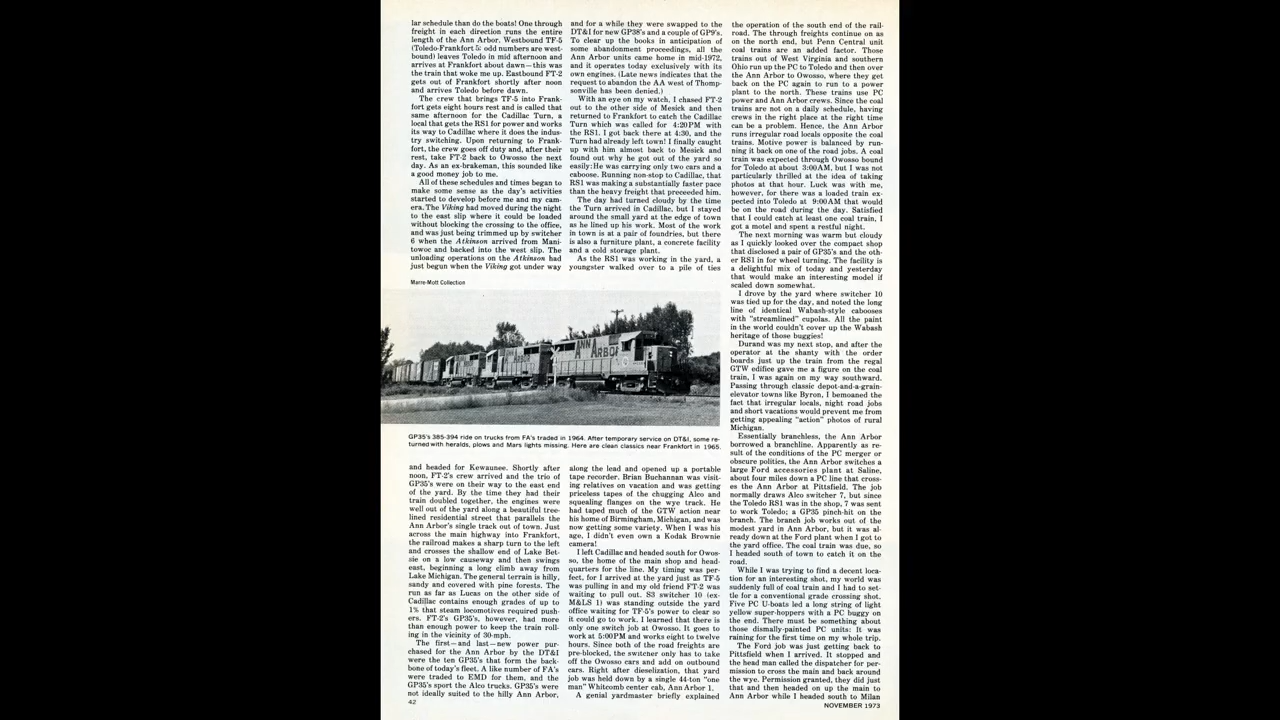 lar schedule than do the boats! One through
freight in each direction runs the entire
length of the Ann Arbor. Westbound TF-5
(Toledo-Frankfort 5: odd numbers are west-
bound) leaves Toledo in mid afternoon and
arrives at Frankfort about dawn—this was
the train that woke me up. Eastbound FT-2
gets out of Frankfort shortly after noon
and arrives Toledo before dawn.
The crew that brings TF-5 into Frank-
fort gets eight hours rest and is called that
same afternoon for the Cadillac Turn, a
local that gets the RS1 for power and works
its way to Cadillac where it does the indus-
try switching. Upon returning to Frank-
fort, the crew goes off duty and, after their
rest, take FT-2 back to Owosso the next
day. As an ex-brakeman, this sounded like
a good money job to me.
All of these schedules and times began to
make some sense as the day's activities
started to develop before me and my cam-
era. The Viking had moved during the night
to the east slip where it could be loaded
without blocking the crossing to the office,
and was just being trimmed up by switcher
6 when the Atkinson arrived from Mani-
towoc and backed into the west slip. The
unloading operations on the Atkinson had
just begun when the Viking got under way
and for a while they were swapped to the
DT&I for new GP38's and a couple of GP9's.
To clear up the books in anticipation of
some abandonment proceedings, all the
Ann Arbor units came home in mid-1972,
and it operates today exclusively with its
own engines. (Late news indicates that the
request to abandon the AA west of Thomp-
sonville has been denied.)
With an eye on my watch, I chased FT-2
out to the other side of Mesick and then
returned to Frankfort to catch the Cadillac
Turn which was called for 4:20PM with
the RS1. I got back there at 4:30, and the
Turn had already left town! I finally caught
up with him almost back to Mesick and
found out why he got out of the yard so
easily: He was carrying only two cars and a
caboose. Running non-stop to Cadillac, that
RS1 was making a substantially faster pace
than the heavy freight that preceeded him.
The day had turned cloudy by the time
the Turn arrived in Cadillac, but I stayed
around the small yard at the edge of town
as he lined up his work. Most of the work
in town is at a pair of foundries, but there
is also a furniture plant, a concrete facility
and a cold storage plant.
As the RS1 was working in the yard, a
youngster walked over to a pile of ties
Marre-Mott Collection
ANN
ARBOR
GP35's 385-394 ride on trucks from FA's traded in 1964. After temporary service on DT&I, some re-
turned with heralds, plows and Mars lights missing. Here are clean classics near Frankfort in 1965.
and headed for Kewaunee. Shortly after
noon, FT-2's crew arrived and the trio of
GP35's were on their way to the east end
of the yard. By the time they had their
train doubled together, the engines were
well out of the yard along a beautiful tree-
lined residential street that parallels the
Ann Arbor's single track out of town. Just
across the main highway into Frankfort,
the railroad makes a sharp turn to the left
and crosses the shallow end of Lake Bet-
sie on a low causeway and then swings
east, beginning a long climb away from
Lake Michigan. The general terrain is hilly,
sandy and covered with pine forests. The
run as far as Lucas on the other side of
Cadillac contains enough grades of up to
1% that steam locomotives required push-
ers. FT-2's GP35's, however, had more
than enough power to keep the train roll-
ing in the vicinity of 30-mph.
The first—and last—new power pur-
chased for the Ann Arbor by the DT&I
were the ten GP35's that form the back-
bone of today's fleet. A like number of FA's
were traded to EMD for them, and the
GP35's sport the Alco trucks. GP35's were
not ideally suited to the hilly Ann Arbor,
along the lead and opened up a portable
tape recorder. Brian Buchannan was visit-
ing relatives on vacation and was getting
priceless tapes of the chugging Alco and
squealing flanges on the wye track. He
had taped much of the GTW action near
his home of Birmingham, Michigan, and was
now getting some variety. When I was his
age, I didn't even own a Kodak Brownie
camera!
I left Cadillac and headed south for Owos-
so, the home of the main shop and head-
quarters for the line. My timing was per-
fect, for I arrived at the yard just as TF-5
was pulling in and my old friend FT-2 was
waiting to pull out. S3 switcher 10 (ex-
M&LS 1) was standing outside the yard
office waiting for TF-5's power to clear so
it could go to work. I learned that there is
only one switch job at Owosso. It goes to
work at 5:00PM and works eight to twelve
hours. Since both of the road freights are
pre-blocked, the switcher only has to take
off the Owosso cars and add on outbound
cars. Right after dieselization, that yard
job was held down by a single 44-ton "one
man" Whitcomb center cab, Ann Arbor 1.
A genial yardmaster briefly explained
the operation of the south end of the rail-
road. The through freights continue on as
on the north end, but Penn Central unit
coal trains are an added factor. Those
trains out of West Virginia and southern
Ohio run up the PC to Toledo and then over
the Ann Arbor to Owosso, where they get
back on the PC again to run to a power
plant to the north. These trains use PC
power and Ann Arbor crews. Since the coal
trains are not on a daily schedule, having
crews in the right place at the right time
can be a problem. Hence, the Ann Arbor
runs irregular road locals opposite the coal
trains. Motive power is balanced by run-
ning it back on one of the road jobs. A coal
train was expected through Owosso bound
for Toledo at about 3:00AM, but I was not
particularly thrilled at the idea of taking
photos at that hour. Luck was with me,
however, for there was a loaded train ex-
pected into Toledo at 9:00AM that would
be on the road during the day. Satisfied
that I could catch at least one coal train, I
got a motel and spent a restful night.
The next morning was warm but cloudy
as I quickly looked over the compact shop
that disclosed a pair of GP35's and the oth-
er RS1 in for wheel turning. The facility is
a delightful mix of today and yesterday
that would make an interesting model if
scaled down somewhat.
I drove by the yard where switcher 10
was tied up for the day, and noted the long
line of identical Wabash-style cabooses
with "streamlined" cupolas. All the paint
in the world couldn't cover up the Wabash
heritage of those buggies!
Durand was my next stop, and after the
operator at the shanty with the order
boards just up the train from the regal
GTW edifice gave me a figure on the coal
train, I was again on my way southward.
Passing through classic depot-and-a-grain-
elevator towns like Byron, I bemoaned the
fact that irregular locals, night road jobs
and short vacations would prevent me from
getting appealing "action" photos of rural
Michigan.
Essentially branchless, the Ann Arbor
borrowed a branchline. Apparently as re-
sult of the conditions of the PC merger or
obscure politics, the Ann Arbor switches a
large Ford accessories plant at Saline,
about four miles down a PC line that cross-
es the Ann Arbor at Pittsfield. The job
normally draws Alco switcher 7, but since
the Toledo RS1 was in the shop, 7 was sent
to work Toledo; a GP35 pinch-hit on the
branch. The branch job works out of the
modest yard in Ann Arbor, but it was al-
ready down at the Ford plant when I got to
the yard office. The coal train was due, so
I headed south of town to catch it on the
road.
While I was trying to find a decent loca-
tion for an interesting shot, my world was
suddenly full of coal train and I had to set-
tle for a conventional grade crossing shot.
Five PC U-boats led a long string of light
yellow super-hoppers with a PC buggy on
the end. There must be something about
those dismally-painted PC units: It was
raining for the first time on my whole trip.
The Ford job was just getting back to
Pittsfield when I arrived. It stopped and
the head man called the dispatcher for per-
mission to cross the main and back around
the wye. Permission granted, they did just
that and then headed on up the main to
Ann Arbor while I headed south to Milan
42
NOVEMBER 1973